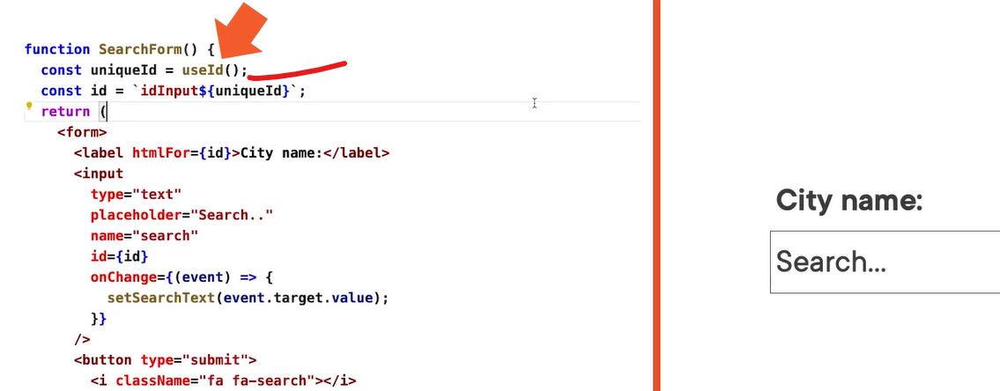 function SearchForm() {
const uniqueId = useId();
const id = `idInput${uniqueId}`;
return (
<form>
<label htmlFor={id}>City name:</label>
<input
type="text"
placeholder="Search.."
name="search"
id={id}
onChange={(event) => {
setSearchText(event.target.value);
}}
/>
<button type="submit">
<i className="fa fa-search"></i>
City name:
Search...